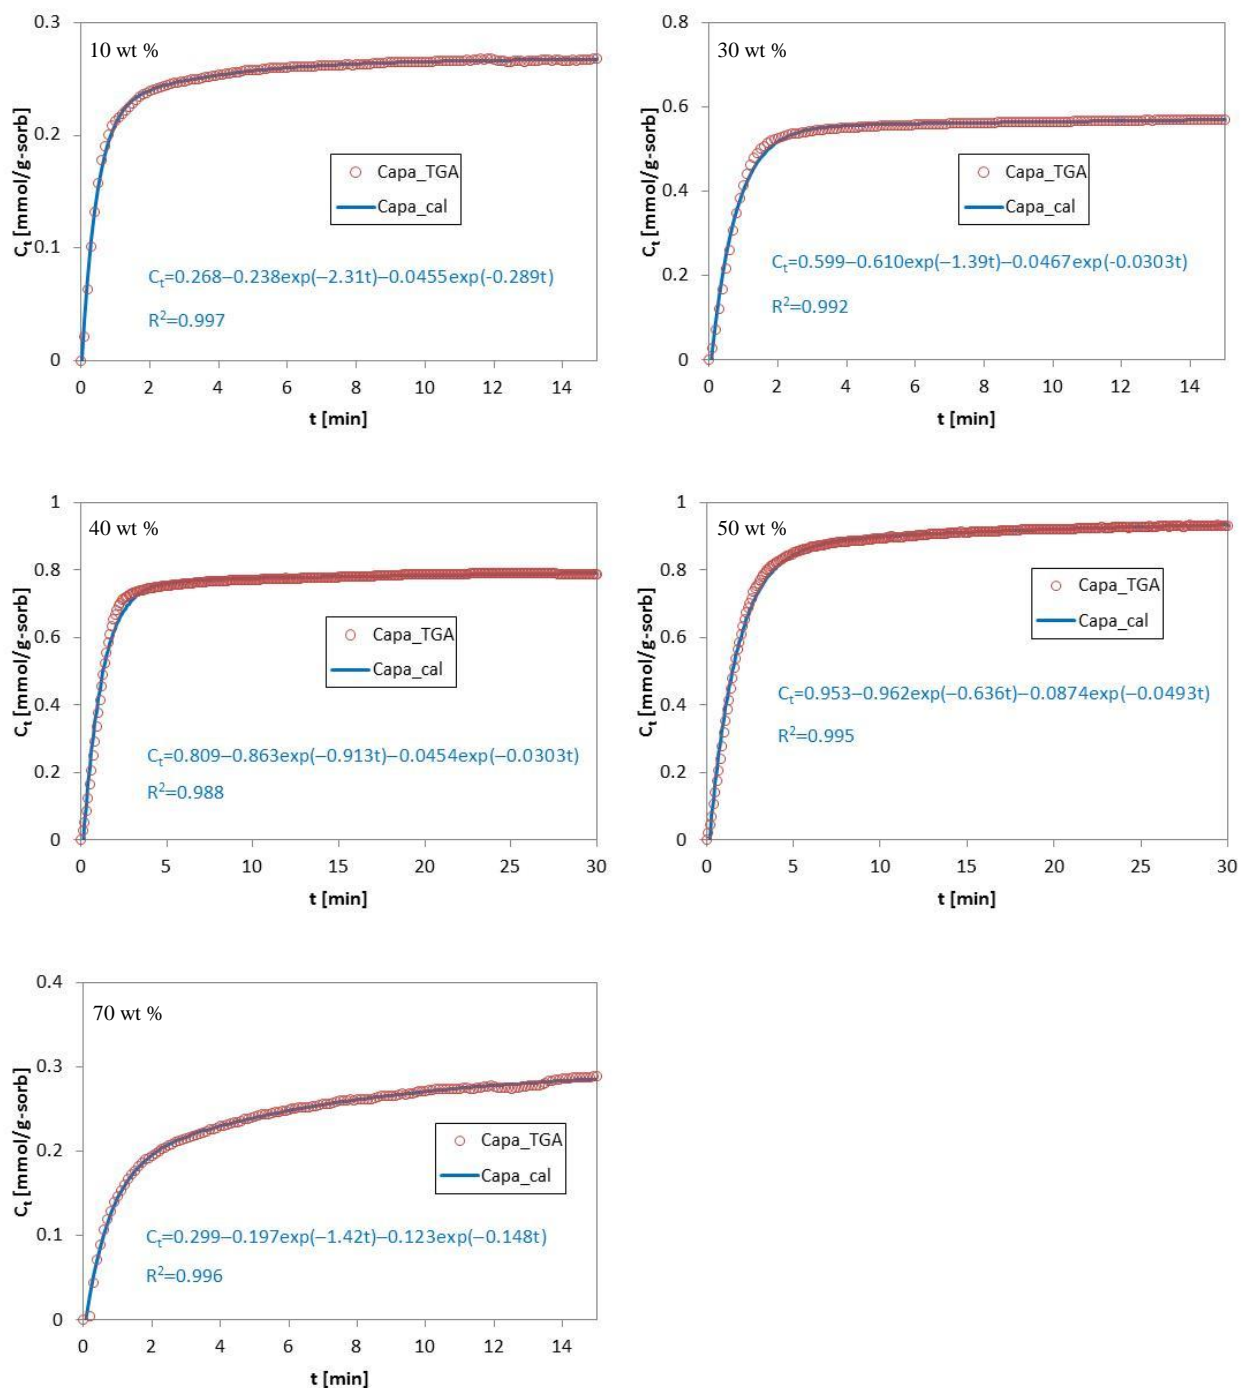 10 wt %
C_t [mmol/g-sorb]
0.3
0.2
0.1
0
Capa_TGA
Capa_cal
C_t=0.268–0.238exp(–2.31t)–0.0455exp(-0.289t)
R²=0.997
0 2 4 6 8 10 12 14
t [min]
30 wt %
C_t [mmol/g-sorb]
0.8
0.6
0.4
0.2
0
Capa_TGA
Capa_cal
C_t=0.599–0.610exp(–1.39t)–0.0467exp(-0.0303t)
R²=0.992
0 2 4 6 8 10 12 14
t [min]
40 wt %
C_t [mmol/g-sorb]
1
0.8
0.6
0.4
0.2
0
Capa_TGA
Capa_cal
C_t=0.809–0.863exp(–0.913t)–0.0454exp(–0.0303t)
R²=0.988
0 5 10 15 20 25 30
t [min]
50 wt %
C_t [mmol/g-sorb]
1
0.8
0.6
0.4
0.2
0
Capa_TGA
Capa_cal
C_t=0.953–0.962exp(–0.636t)–0.0874exp(–0.0493t)
R²=0.995
0 5 10 15 20 25 30
t [min]
70 wt %
C_t [mmol/g-sorb]
0.4
0.3
0.2
0.1
0
Capa_TGA
Capa_cal
C_t=0.299–0.197exp(–1.42t)–0.123exp(–0.148t)
R²=0.996
0 2 4 6 8 10 12 14
t [min]